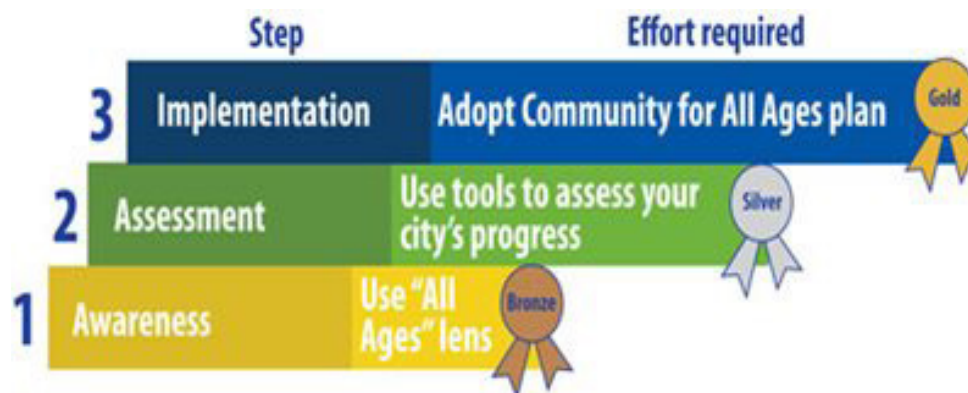 Step Effort required
3 Implementation Adopt Community for All Ages plan Gold
2 Assessment Use tools to assess your
city's progress Silver
1 Awareness Use "All
Ages" lens Bronze